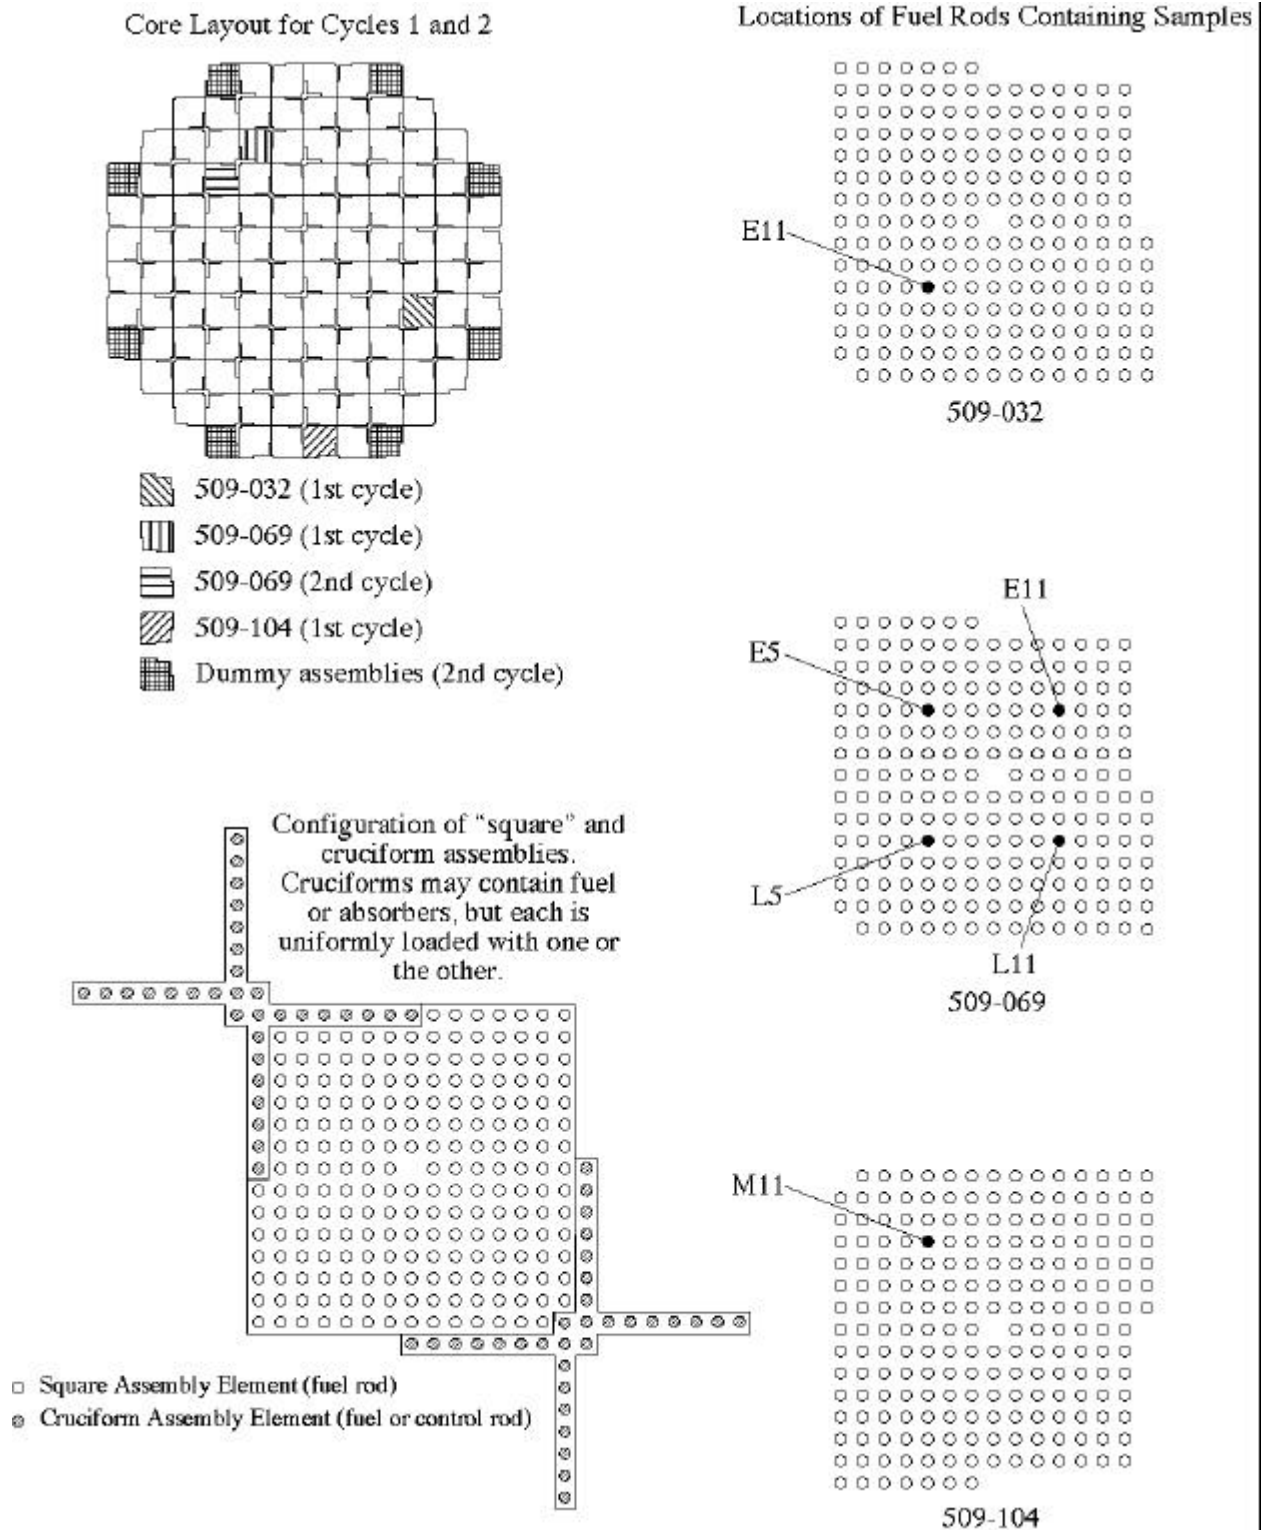 Core Layout for Cycles 1 and 2
509-032 (1st cycle)
509-069 (1st cycle)
509-069 (2nd cycle)
509-104 (1st cycle)
Dummy assemblies (2nd cycle)
Configuration of “square” and
cruciform assemblies.
Cruciforms may contain fuel
or absorbers, but each is
uniformly loaded with one or
the other.
Square Assembly Element (fuel rod)
Cruciform Assembly Element (fuel or control rod)
Locations of Fuel Rods Containing Samples
E11
509-032
E11
E5
L5
L11
509-069
M11
509-104